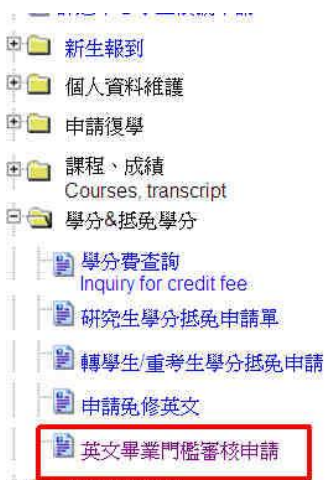 新生報到
個人資料維護
申請復學
課程、成績
Courses, transcript
學分&抵免學分
學分費查詢
Inquiry for credit fee
研究生學分抵免申請單
轉學生/重考生學分抵免申請
申請免修英文
英文畢業門檻審核申請